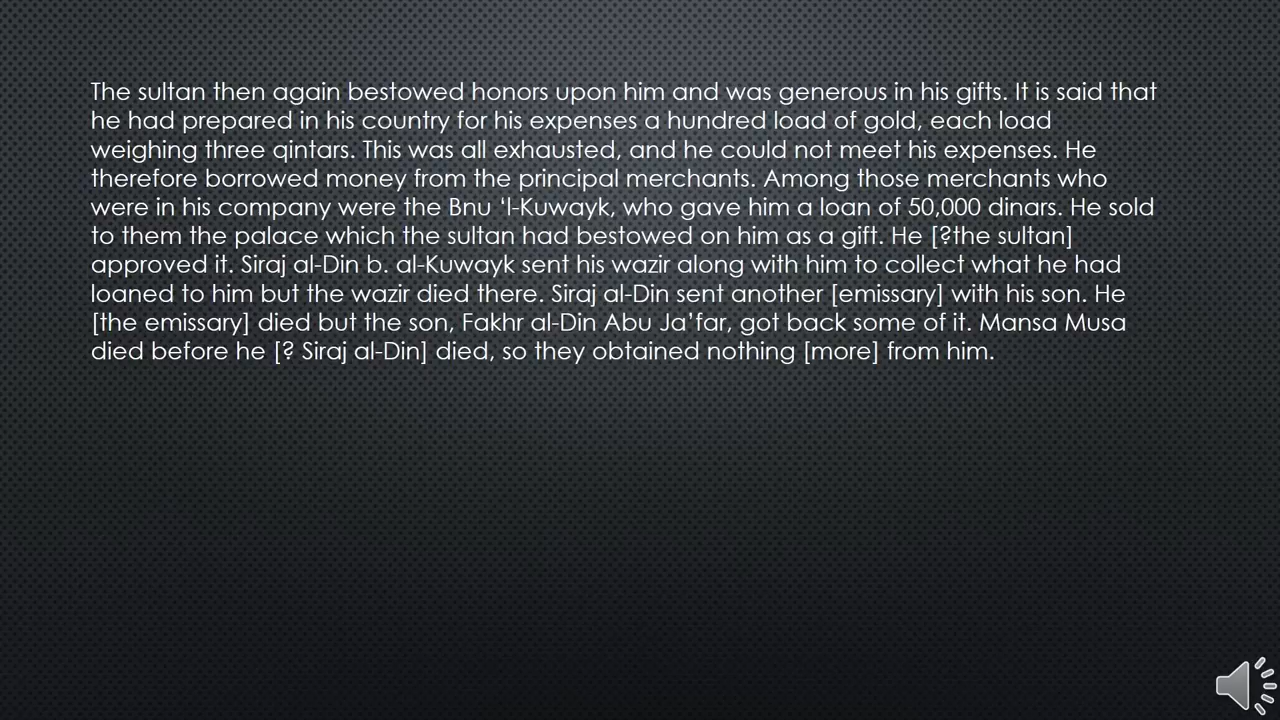 The sultan then again bestowed honors upon him and was generous in his gifts. It is said that
he had prepared in his country for his expenses a hundred load of gold, each load
weighing three qintars. This was all exhausted, and he could not meet his expenses. He
therefore borrowed money from the principal merchants. Among those merchants who
were in his company were the Bnu ‘l-Kuwayk, who gave him a loan of 50,000 dinars. He sold
to them the palace which the sultan had bestowed on him as a gift. He [?the sultan]
approved it. Siraj al-Din b. al-Kuwayk sent his wazir along with him to collect what he had
loaned to him but the wazir died there. Siraj al-Din sent another [emissary] with his son. He
[the emissary] died but the son, Fakhr al-Din Abu Ja’far, got back some of it. Mansa Musa
died before he [? Siraj al-Din] died, so they obtained nothing [more] from him.